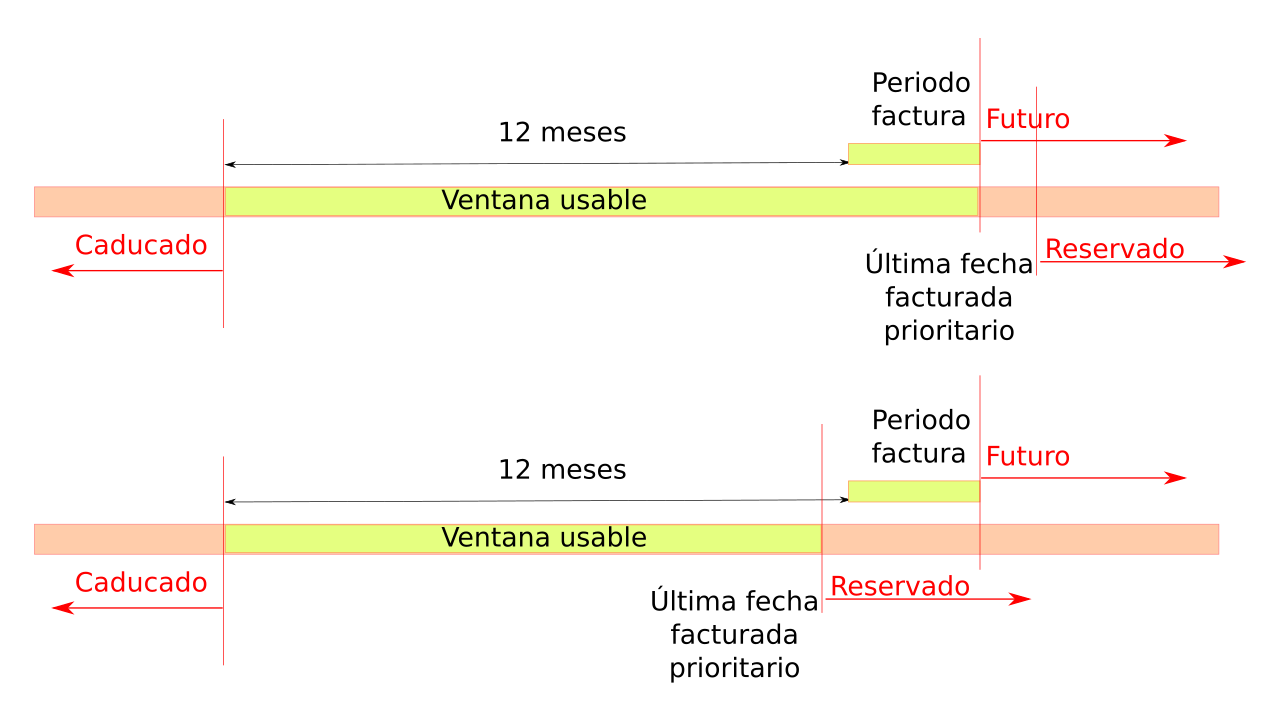 Periodo
factura
Futuro
12 meses
Ventana usable
Caducado
Reservado
Última fecha
facturada
prioritario
Periodo
factura
Futuro
12 meses
Ventana usable
Caducado
Reservado
Última fecha
facturada
prioritario